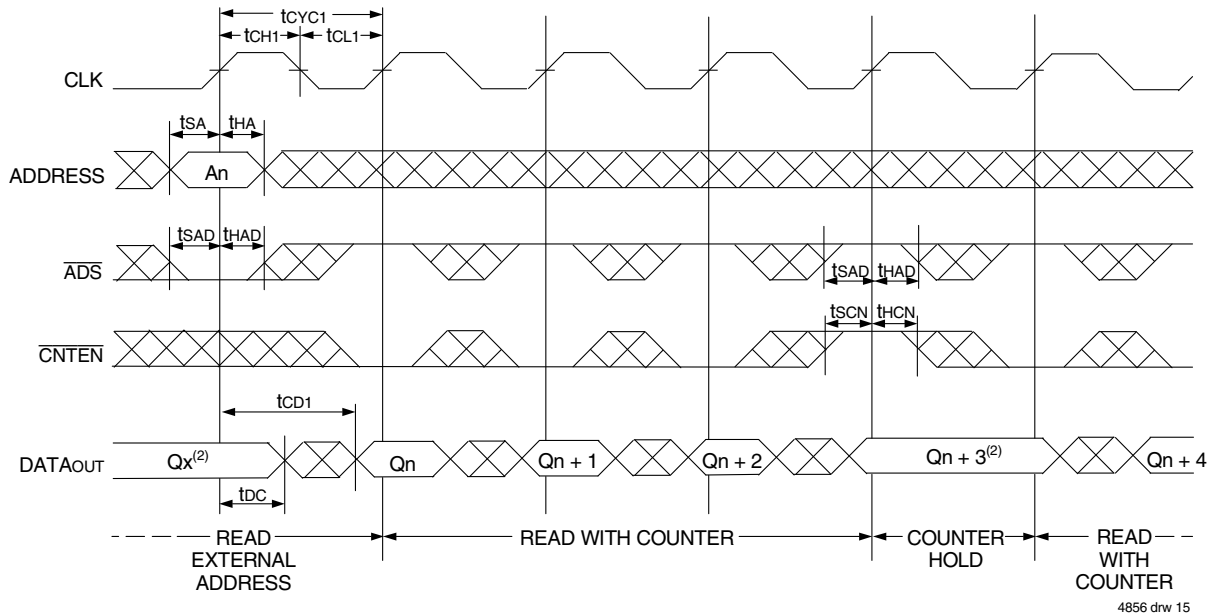 tCYC1
tCH1 tCL1
CLK
tSA tHA
ADDRESS An
tSAD tHAD
ADS
tSAD tHAD
tSCN tHCN
CNTEN
tCD1
DATAOUT Qx(2) Qn Qn + 1 Qn + 2 Qn + 3(2) Qn + 4
tDC
READ EXTERNAL ADDRESS
READ WITH COUNTER
COUNTER HOLD
READ WITH COUNTER
4856 drw 15